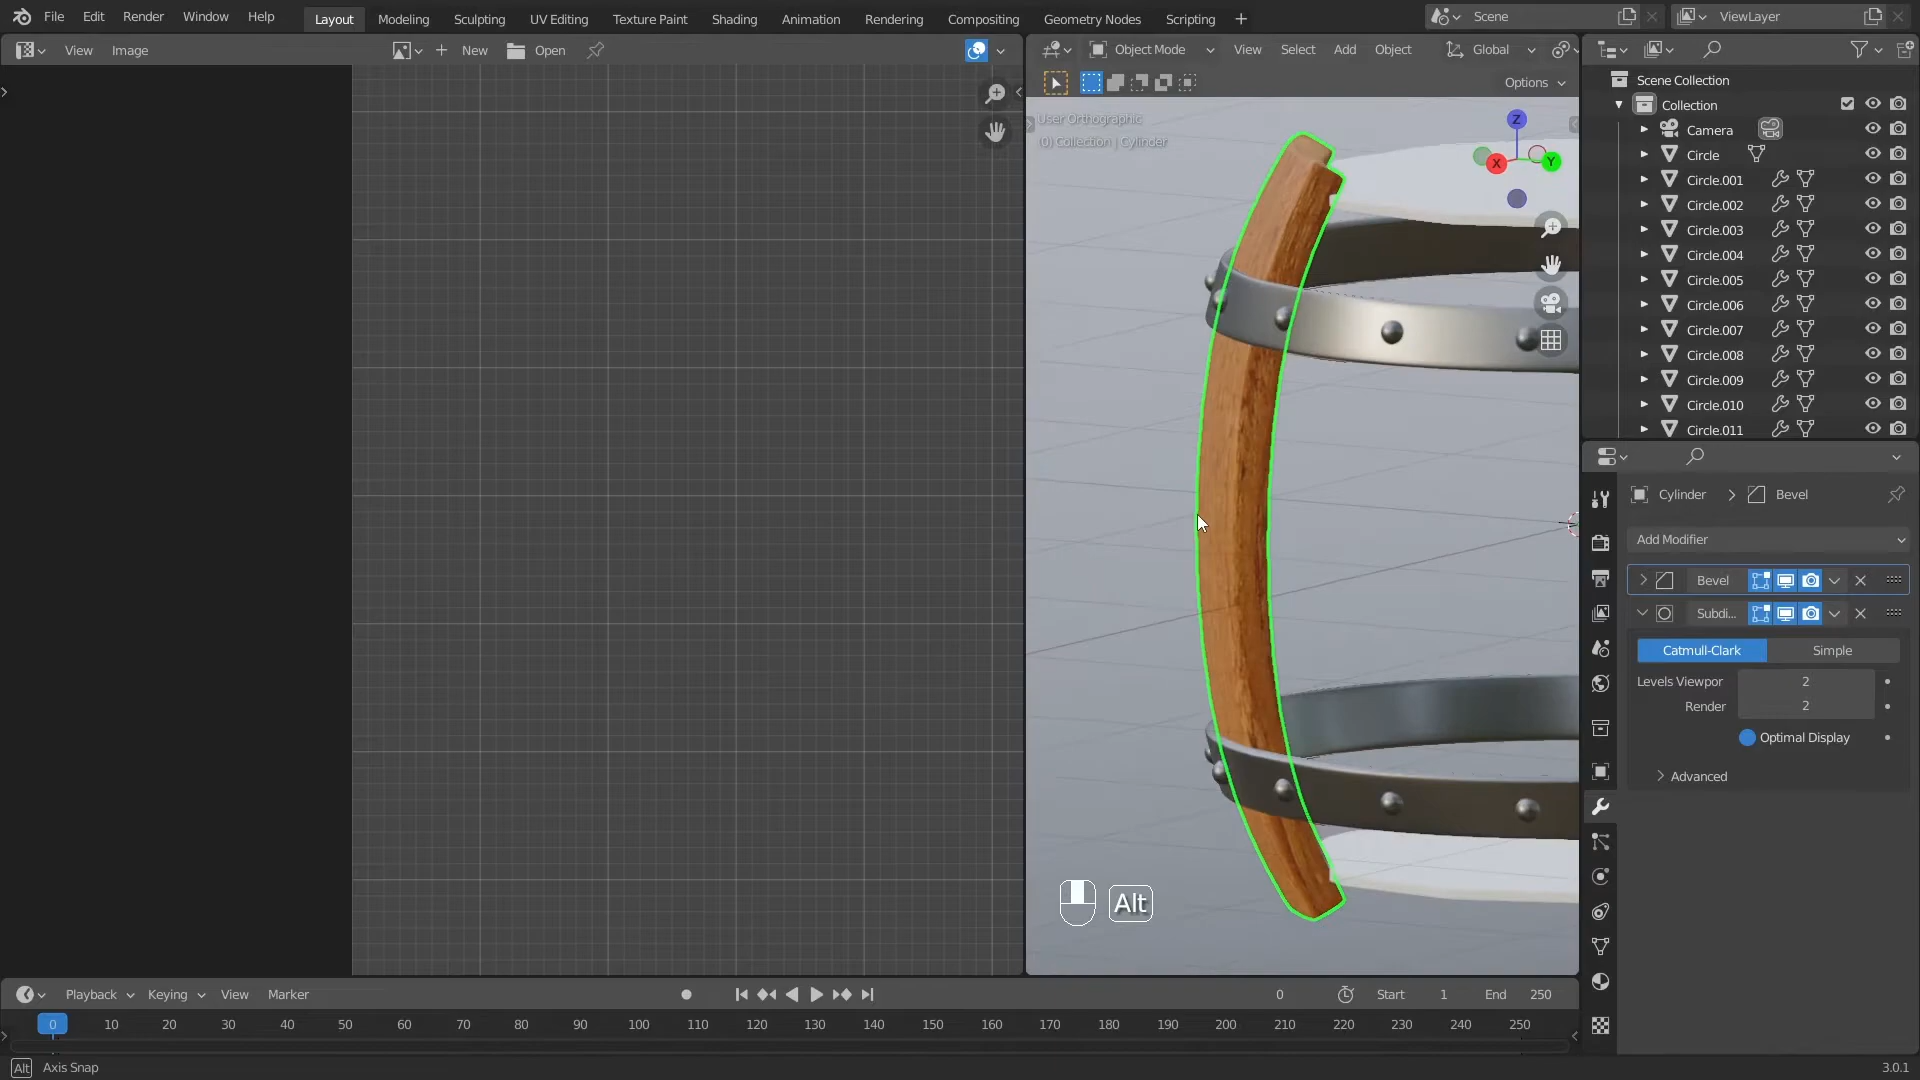 File Edit Render Window Help Layout Modeling Sculpting UV Editing Texture Paint Shading Animation Rendering Compositing Geometry Nodes Scripting Scene ViewLayer
View Image New Open Object Mode View Select Add Object Global
Options
Scene Collection
Collection
User Orthographic
(0) Collection | Cylinder
Z
X
Y
Camera
Circle
Circle.001
Circle.002
Circle.003
Circle.004
Circle.005
Circle.006
Circle.007
Circle.008
Circle.009
Circle.010
Circle.011
Cylinder Bevel
Add Modifier
Bevel
Subdi...
Catmull-Clark Simple
Levels Viewpor 2
Render 2
Optimal Display
Advanced
Alt
Playback Keying View Marker 0 Start 1 End 250
0 10 20 30 40 50 60 70 80 90 100 110 120 130 140 150 160 170 180 190 200 210 220 230 240 250
Alt Axis Snap 3.0.1